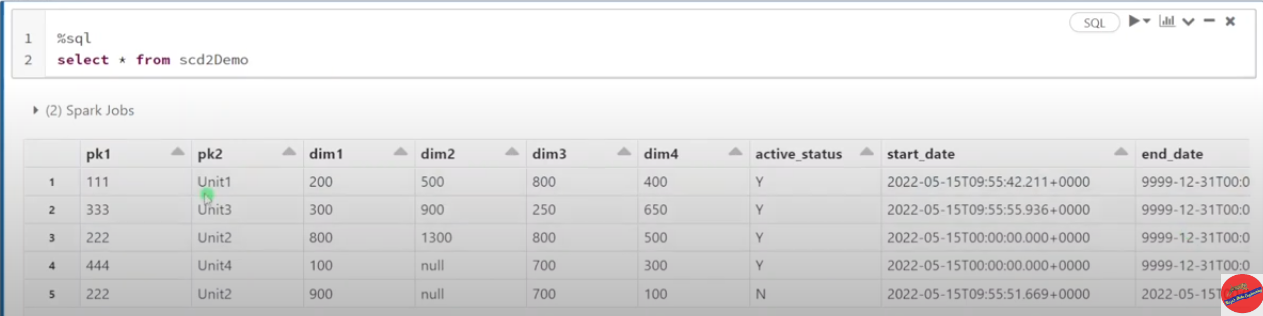 SQL
1 %sql
2 select * from scd2Demo
(2) Spark Jobs
pk1 pk2 dim1 dim2 dim3 dim4 active_status start_date end_date
1 111 Unit1 200 500 800 400 Y 2022-05-15T09:55:42.211+0000 9999-12-31T00:0
2 333 Unit3 300 900 250 650 Y 2022-05-15T09:55:55.936+0000 9999-12-31T00:0
3 222 Unit2 800 1300 800 500 Y 2022-05-15T00:00:00.000+0000 9999-12-31T00:0
4 444 Unit4 100 null 700 300 Y 2022-05-15T00:00:00.000+0000 9999-12-31T00:0
5 222 Unit2 900 null 700 100 N 2022-05-15T09:55:51.669+0000 2022-05-15T